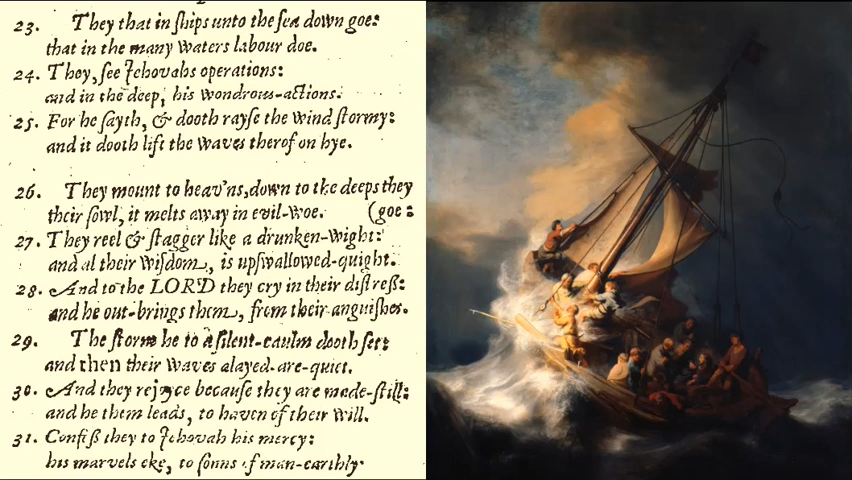 23. They that in ſhips unto the ſea down goe:
that in the many waters labour doe.
24. They, ſee Jehovahs operations:
and in the deep, his wondrous-actions.
25. For he ſayth, & dooth rayſe the wind ſtormy:
and it dooth lift the waves therof on hye.
26. They mount to heav'ns, down to the deeps they
their ſowl, it melts away in evil-woe. (goe:
27. They reel & ſtagger like a drunken-wight:
and al their wiſdom, is upſwallowed-quight.
28. And to the LORD they cry in their diſtreß:
and he out-brings them, from their anguiſhes.
29. The ſtorme he to a ſilent-caulm dooth ſet:
and then their waves alayed-are-quiet.
30. And they rejoyce becauſe they are made-ſtill:
and he them leads, to haven of their will.
31. Confeß they to Jehovah his mercy:
his marvels eke, to ſonns of man-earthly.